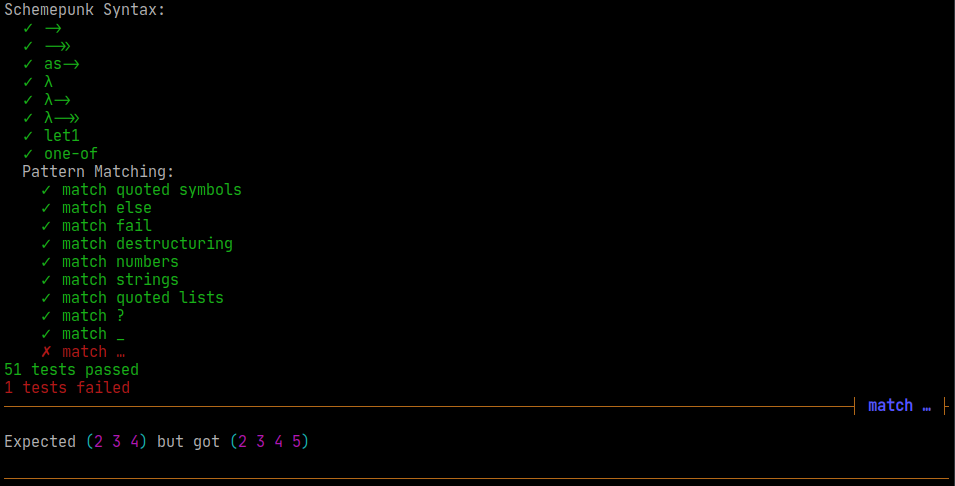 Schemepunk Syntax:
✓ ->
✓ ->>
✓ as->
✓ λ
✓ λ->
✓ λ->>
✓ let1
✓ one-of
Pattern Matching:
✓ match quoted symbols
✓ match else
✓ match fail
✓ match destructuring
✓ match numbers
✓ match strings
✓ match quoted lists
✓ match ?
✓ match _
✗ match …
51 tests passed
1 tests failed
match …
Expected (2 3 4) but got (2 3 4 5)